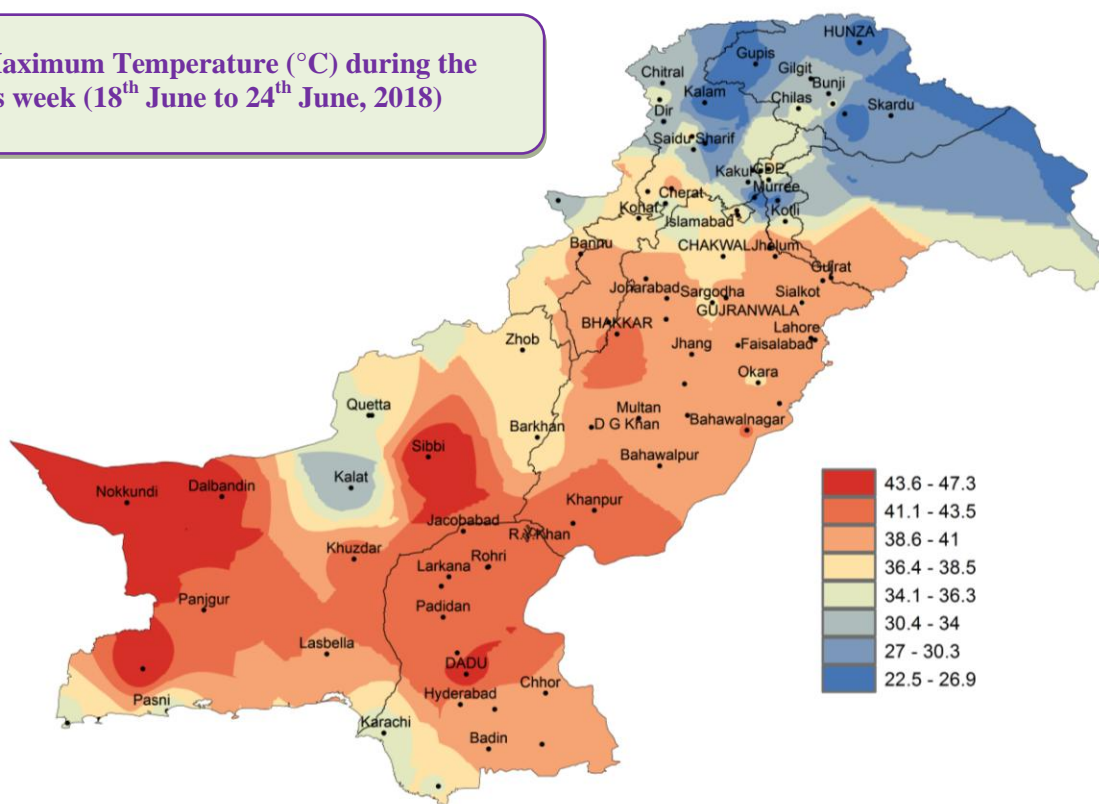 Maximum Temperature (°C) during the
s week (18th June to 24th June, 2018)
HUNZA
Gupis
Gilgit
Chitral
Bunji
Kalam
Chilas
Skardu
Dir
Saidu Sharif
Kakul
Murree
Cherat
Kohat
Islamabad
Kotli
Bannu
CHAKWAL
Jhelum
Gujrat
Joharabad
Sargodha
Sialkot
GUJRANWALA
BHAKKAR
Lahore
Zhob
Jhang
Faisalabad
Okara
Quetta
Multan
Barkhan
D G Khan
Bahawalnagar
Sibbi
Bahawalpur
Kalat
Nokkundi
Dalbandin
Khanpur
Jacobabad
R.Y.Khan
Khuzdar
Rohri
Larkana
Panjgur
Padidan
Lasbella
DADU
Chhor
Hyderabad
Pasni
Karachi
Badin
43.6 - 47.3
41.1 - 43.5
38.6 - 41
36.4 - 38.5
34.1 - 36.3
30.4 - 34
27 - 30.3
22.5 - 26.9